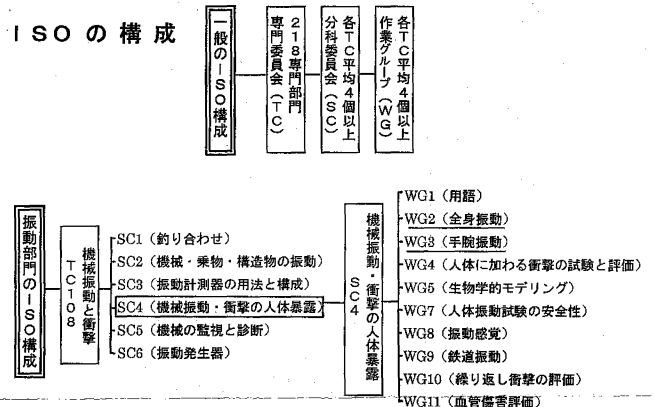 ISOの構成
一般のISO構成
218専門部門
専門委員会（TC）
各TC平均4個以上
分科委員会（SC）
各TC平均4個以上
作業グループ（WG）
振動部門のISO構成
機械振動と衝撃
TC108
SC1（釣り合わせ）
SC2（機械・乗物・構造物の振動）
SC3（振動計測器の用法と構成）
SC4（機械振動・衝撃の人体暴露）
SC5（機械の監視と診断）
SC6（振動発生器）
機械振動・衝撃の人体暴露
SC4
WG1（用語）
WG2（全身振動）
WG3（手腕振動）
WG4（人体に加わる衝撃の試験と評価）
WG5（生物学的モデリング）
WG7（人体振動試験の安全性）
WG8（振動感覚）
WG9（鉄道振動）
WG10（繰り返し衝撃の評価）
WG11（血管傷害評価）